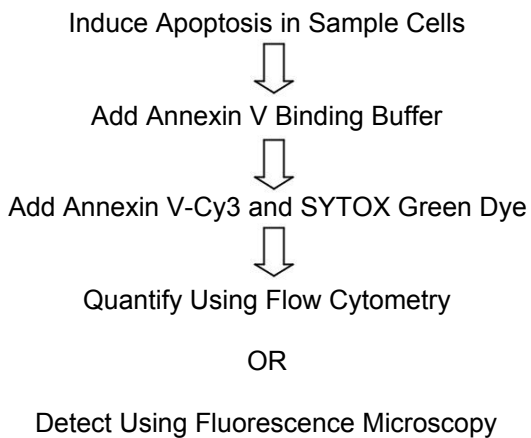 Induce Apoptosis in Sample Cells
Add Annexin V Binding Buffer
Add Annexin V-Cy3 and SYTOX Green Dye
Quantify Using Flow Cytometry
OR
Detect Using Fluorescence Microscopy